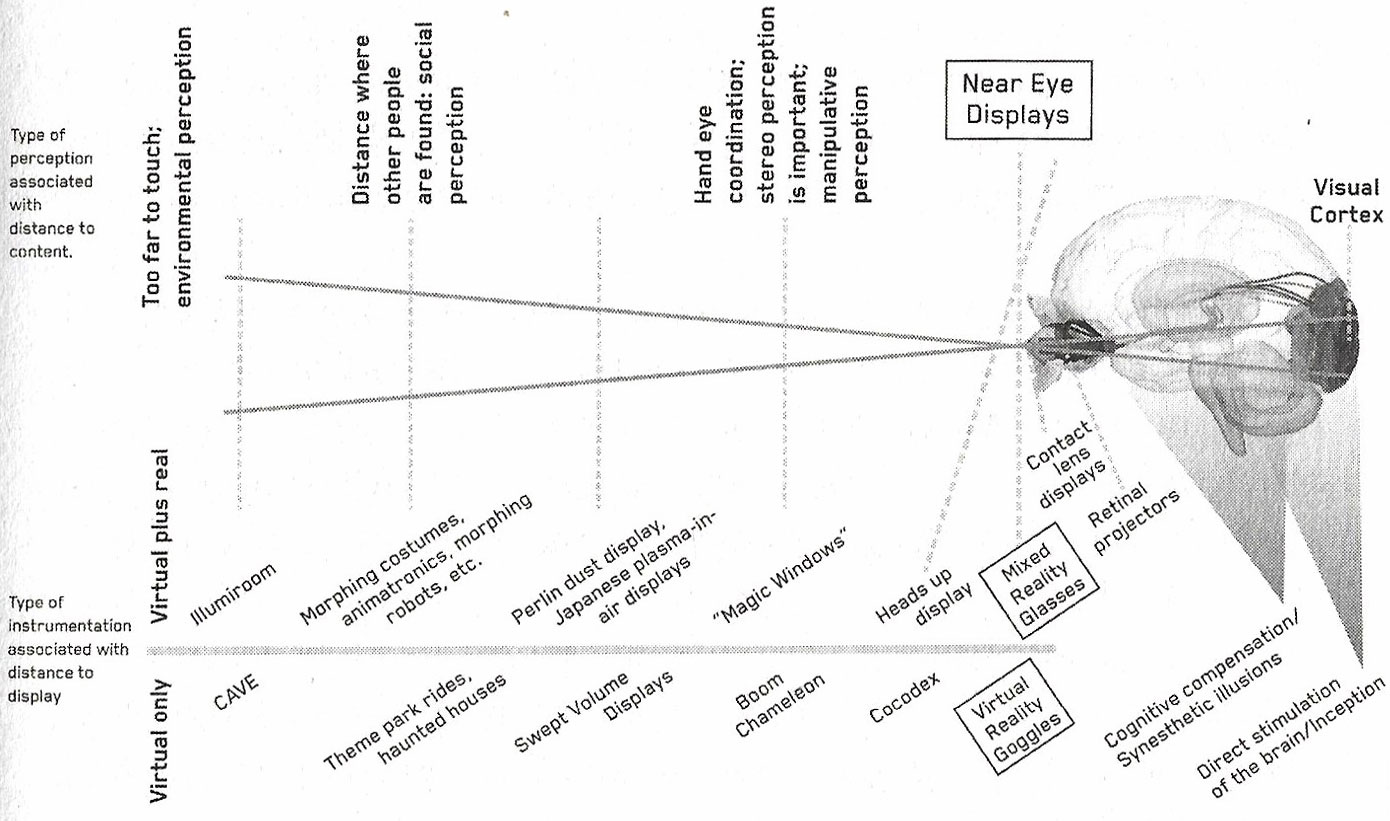 Type of
perception
associated
with
distance to
content.
Too far to touch;
environmental perception
Distance where
other people
are found: social
perception
Hand eye
coordination;
stereo perception
is important;
manipulative
perception
Near Eye
Displays
Visual
Cortex
Type of
instrumentation
associated with
distance to
display
Virtual plus real
Illumiroom
Morphing costumes,
animatronics, morphing
robots, etc.
Perlin dust display,
Japanese plasma-in-
air displays
"Magic Windows"
Heads up
display
Mixed
Reality
Glasses
Contact
lens
displays
Retinal
projectors
Virtual only
CAVE
Theme park rides,
haunted houses
Swept Volume
Displays
Boom
Chameleon
Cocodex
Virtual
Reality
Goggles
Cognitive compensation/
Synesthetic illusions
Direct stimulation
of the brain/Inception